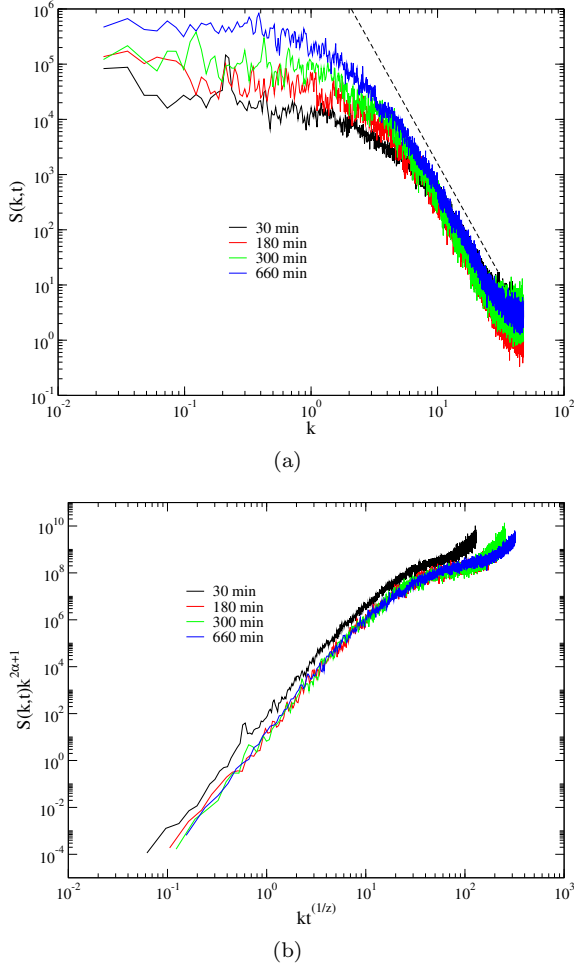 10^6
10^5
10^4
10^3
10^2
10^1
10^0
10^-1
S(k,t)
30 min
180 min
300 min
660 min
10^-2 10^-1 10^0 10^1 10^2
k
(a)
10^10
10^8
10^6
10^4
10^2
10^0
10^-2
10^-4
S(k,t)k^2α+1
30 min
180 min
300 min
660 min
10^-2 10^-1 10^0 10^1 10^2 10^3
kt^(1/z)
(b)